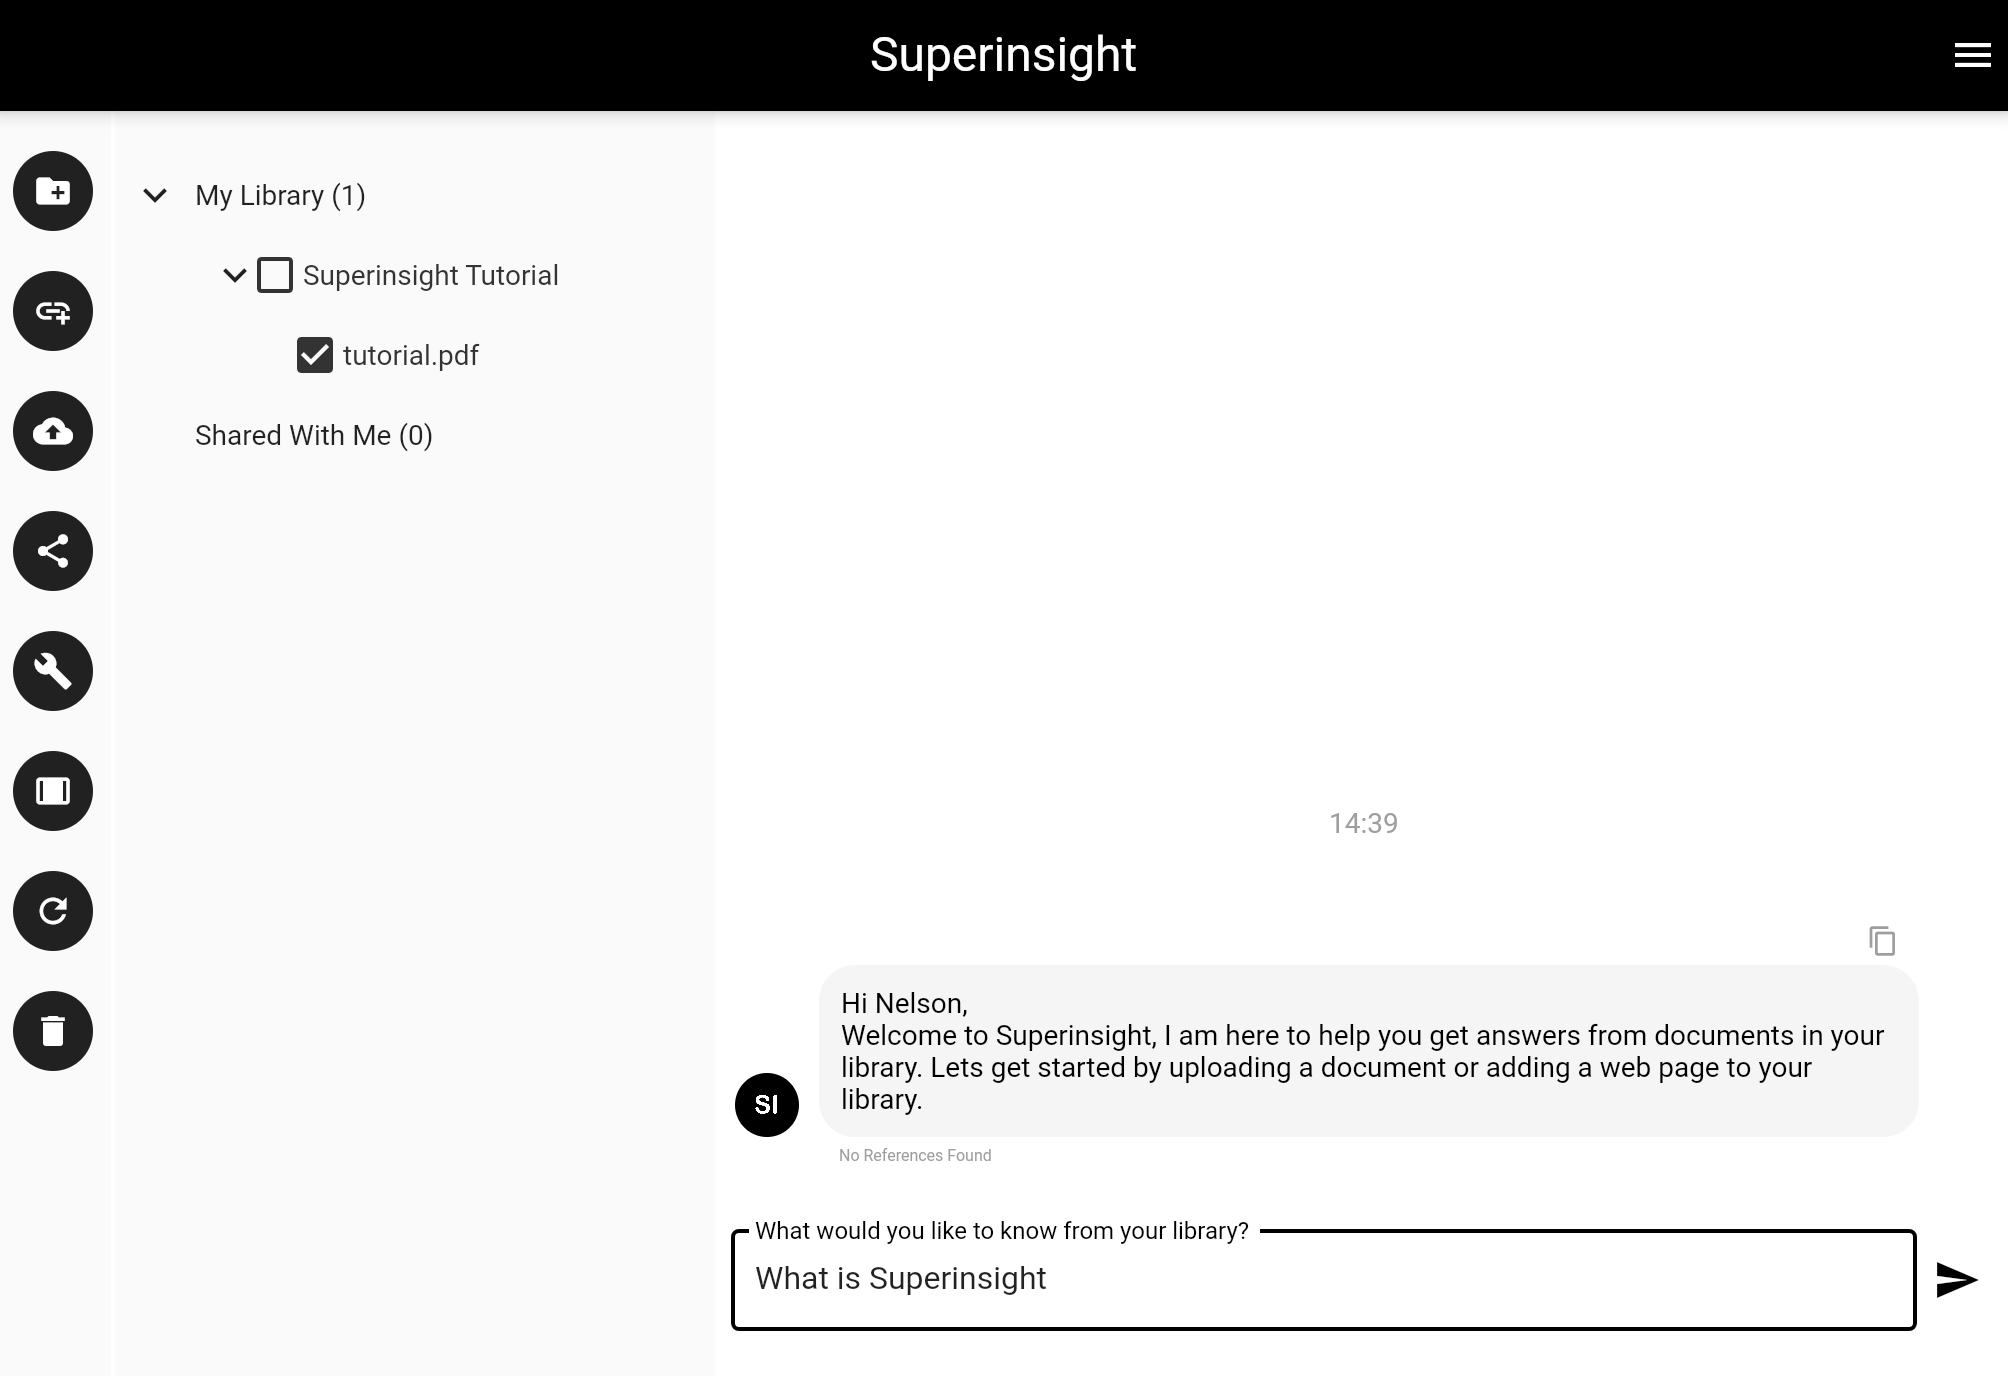 Superinsight
My Library (1)
Superinsight Tutorial
tutorial.pdf
Shared With Me (0)
14:39
Hi Nelson,
Welcome to Superinsight, I am here to help you get answers from documents in your
library. Lets get started by uploading a document or adding a web page to your
library.
SI
No References Found
What would you like to know from your library?
What is Superinsight